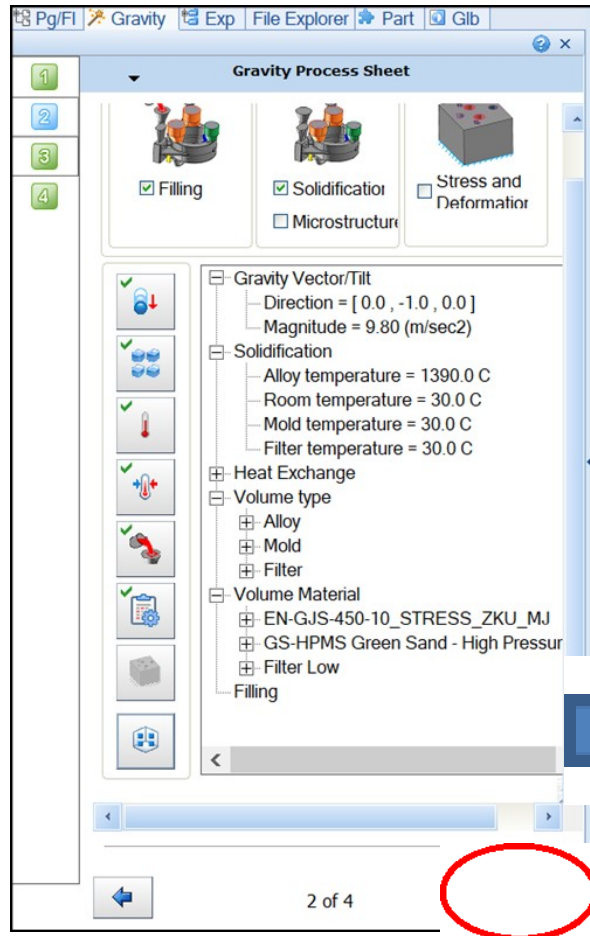 Pg/Fl Gravity Exp File Explorer Part Glb
Gravity Process Sheet
1
2
3
4
Filling
Solidification
Microstructure
Stress and
Deformation
Gravity Vector/Tilt
Direction = [ 0.0 , -1.0 , 0.0 ]
Magnitude = 9.80 (m/sec2)
Solidification
Alloy temperature = 1390.0 C
Room temperature = 30.0 C
Mold temperature = 30.0 C
Filter temperature = 30.0 C
Heat Exchange
Volume type
Alloy
Mold
Filter
Volume Material
EN-GJS-450-10_STRESS_ZKU_MJ
GS-HPMS Green Sand - High Pressur
Filter Low
Filling
2 of 4